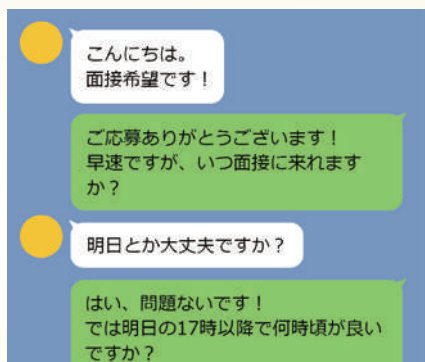 こんにちは。
面接希望です！
ご応募ありがとうございます！
早速ですが、いつ面接に来れます
か？
明日とか大丈夫ですか？
はい、問題ないです！
では明日の17時以降で何時頃が良い
ですか？